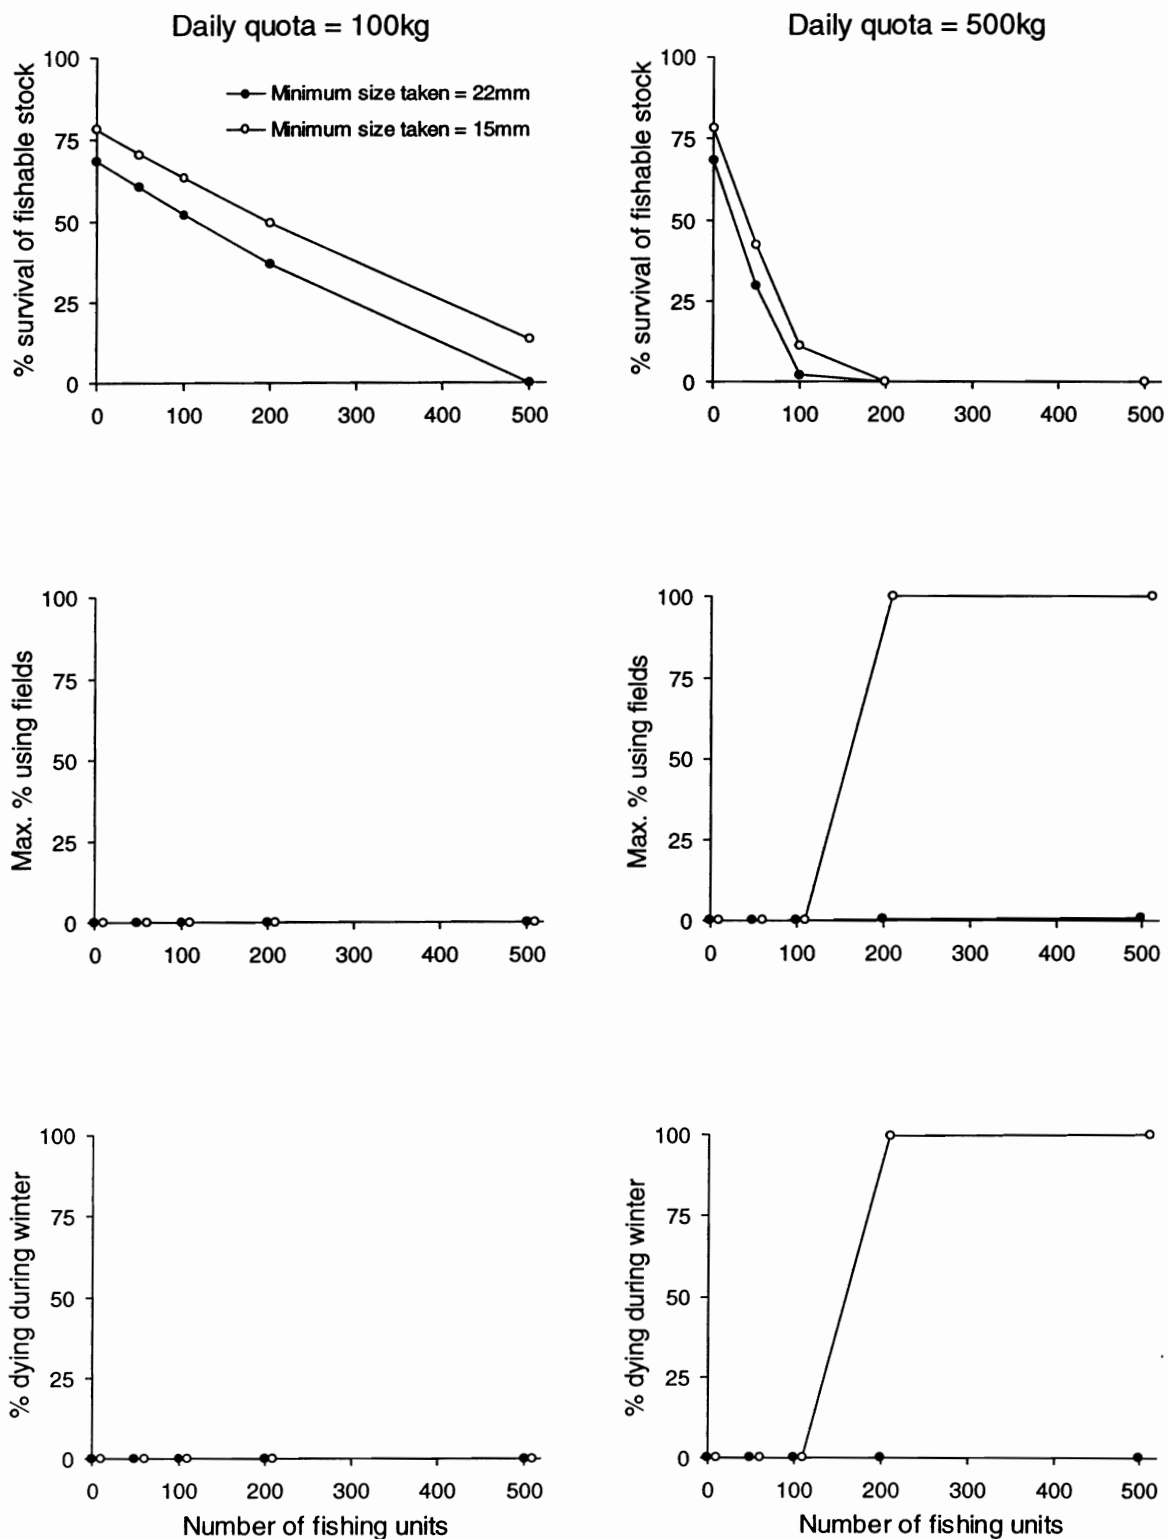 Daily quota = 100kg
Daily quota = 500kg
% survival of fishable stock
100
75
50
25
0
Minimum size taken = 22mm
Minimum size taken = 15mm
0 100 200 300 400 500
% survival of fishable stock
100
75
50
25
0
0 100 200 300 400 500
Max. % using fields
100
75
50
25
0
0 100 200 300 400 500
Max. % using fields
100
75
50
25
0
0 100 200 300 400 500
% dying during winter
100
75
50
25
0
0 100 200 300 400 500
Number of fishing units
% dying during winter
100
75
50
25
0
0 100 200 300 400 500
Number of fishing units